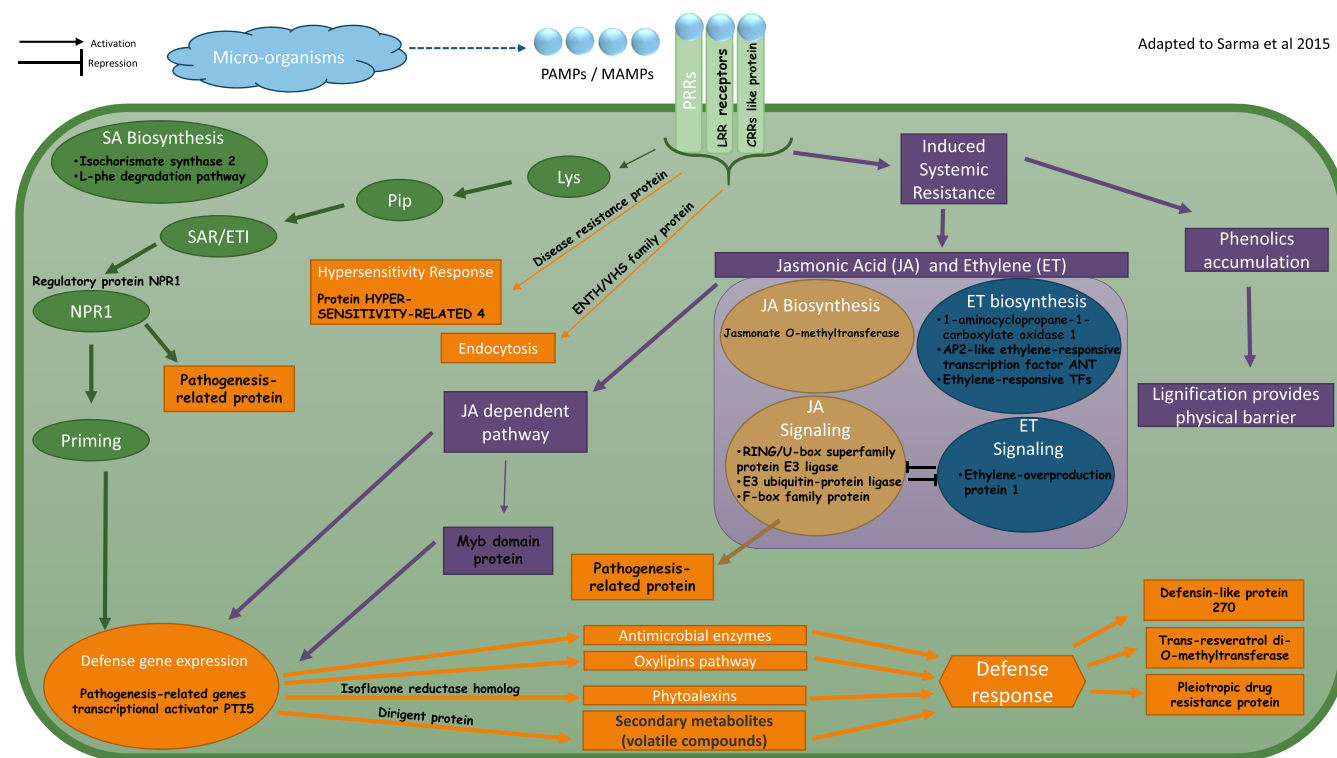 Activation
Repression
Micro-organisms
PAMPs / MAMPs
PRRs
LRR receptors
CRRs like protein
Adapted to Sarma et al 2015
SA Biosynthesis
•Isochorismate synthase 2
•L-phe degradation pathway
Lys
Pip
SAR/ETI
Regulatory protein NPR1
NPR1
Pathogenesis-
related protein
Priming
Disease resistance protein
ENTH/VHS family protein
Hypersensitivity Response
Protein HYPER-
SENSITIVITY-RELATED 4
Endocytosis
Induced
Systemic
Resistance
Phenolics
accumulation
Lignification provides
physical barrier
Jasmonic Acid (JA) and Ethylene (ET)
JA Biosynthesis
Jasmonate O-methyltransferase
ET biosynthesis
•1-aminocyclopropane-1-
carboxylate oxidase 1
•AP2-like ethylene-responsive
transcription factor ANT
•Ethylene-responsive TFs
JA
Signaling
•RING/U-box superfamily
protein E3 ligase
•E3 ubiquitin-protein ligase
•F-box family protein
ET
Signaling
•Ethylene-overproduction
protein 1
JA dependent
pathway
Myb domain
protein
Pathogenesis-
related protein
Defense gene expression
Pathogenesis-related genes
transcriptional activator PTI5
Isoflavone reductase homolog
Dirigent protein
Antimicrobial enzymes
Oxylipins pathway
Phytoalexins
Secondary metabolites
(volatile compounds)
Defense
response
Defensin-like protein
270
Trans-resveratrol di-
O-methyltransferase
Pleiotropic drug
resistance protein